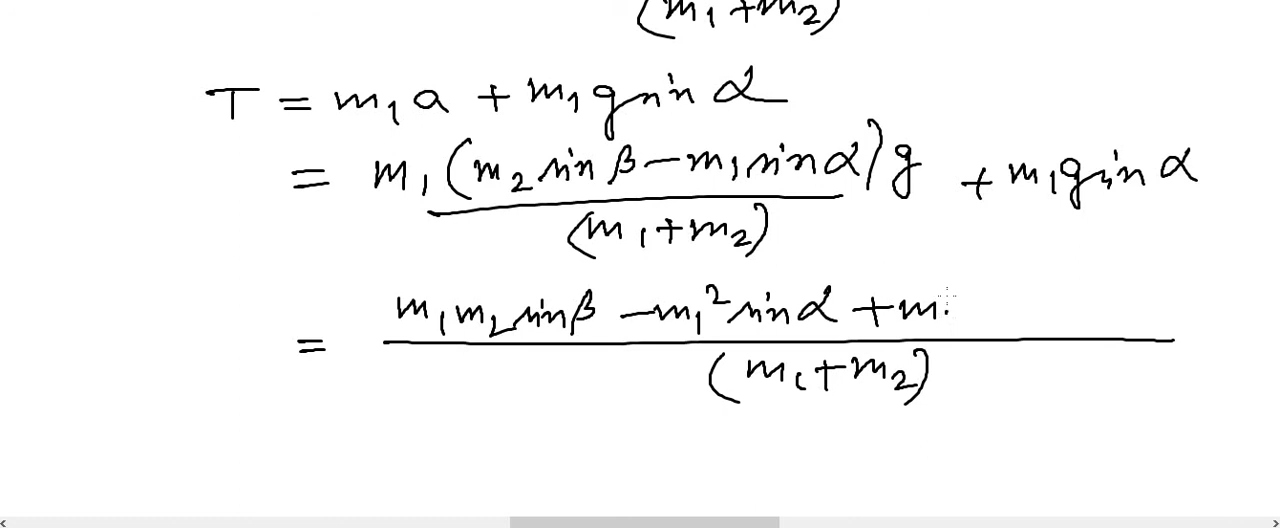 (m₁+m₂)
T = m₁a + m₁g sin α
= m₁(m₂ sin β − m₁ sin α)g / (m₁+m₂) + m₁g sin α
= m₁m₂ sin β − m₁² sin α + m / (m₁+m₂)